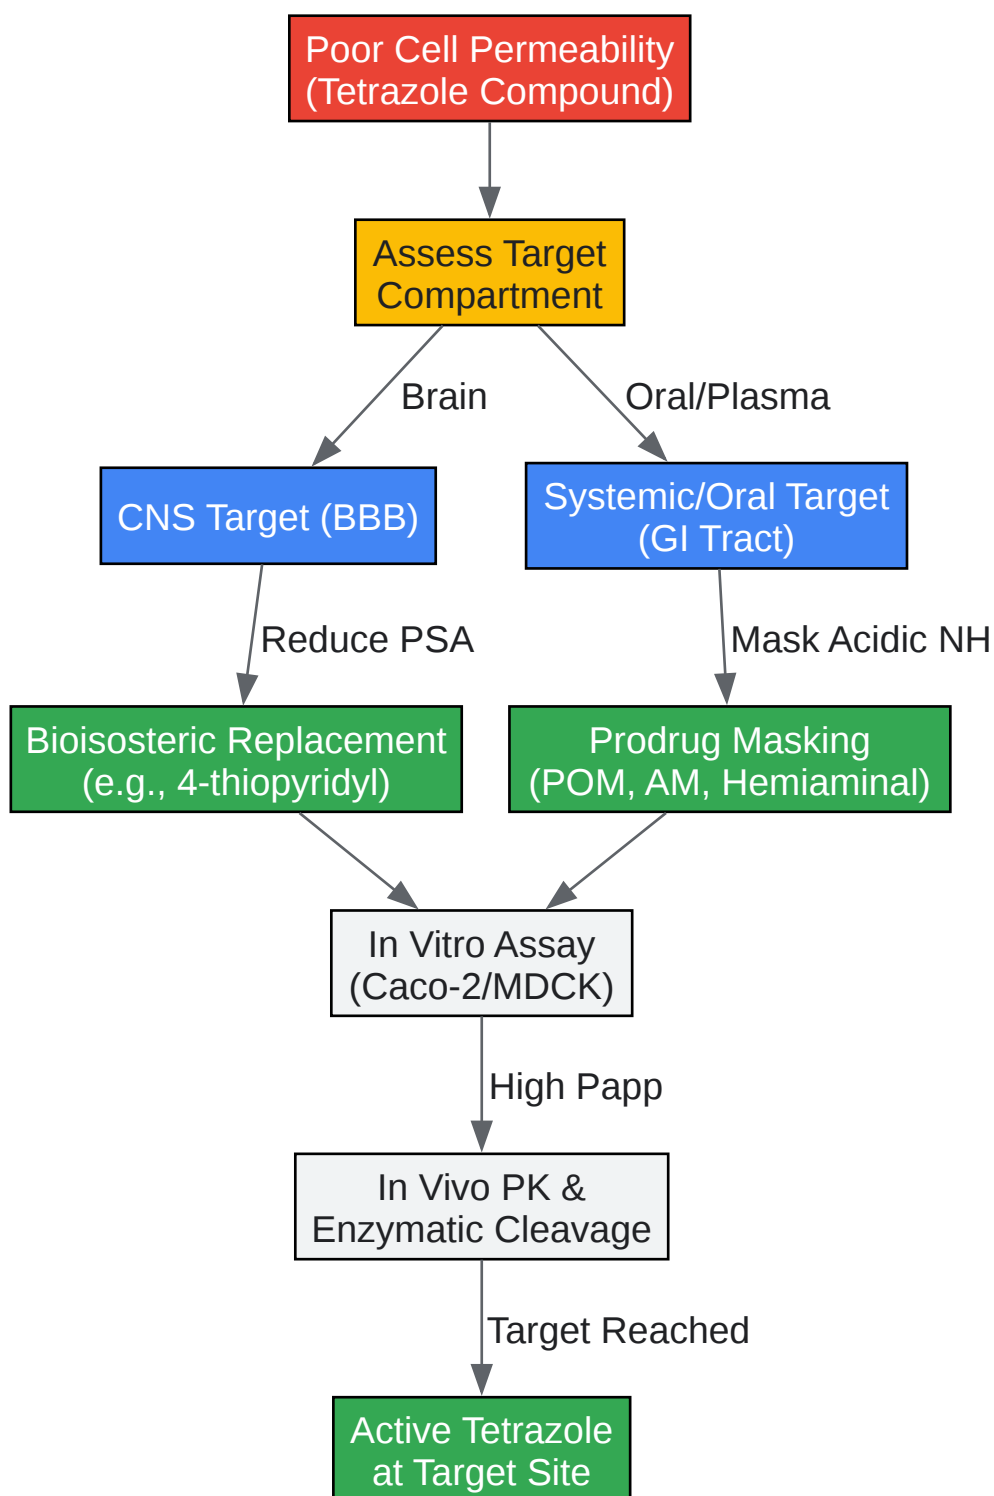 Poor Cell Permeability
(Tetrazole Compound)
Assess Target
Compartment
Brain
Oral/Plasma
CNS Target (BBB)
Systemic/Oral Target
(GI Tract)
Reduce PSA
Mask Acidic NH
Bioisosteric Replacement
(e.g., 4-thiopyridyl)
Prodrug Masking
(POM, AM, Hemiaminal)
In Vitro Assay
(Caco-2/MDCK)
High Papp
In Vivo PK &
Enzymatic Cleavage
Target Reached
Active Tetrazole
at Target Site